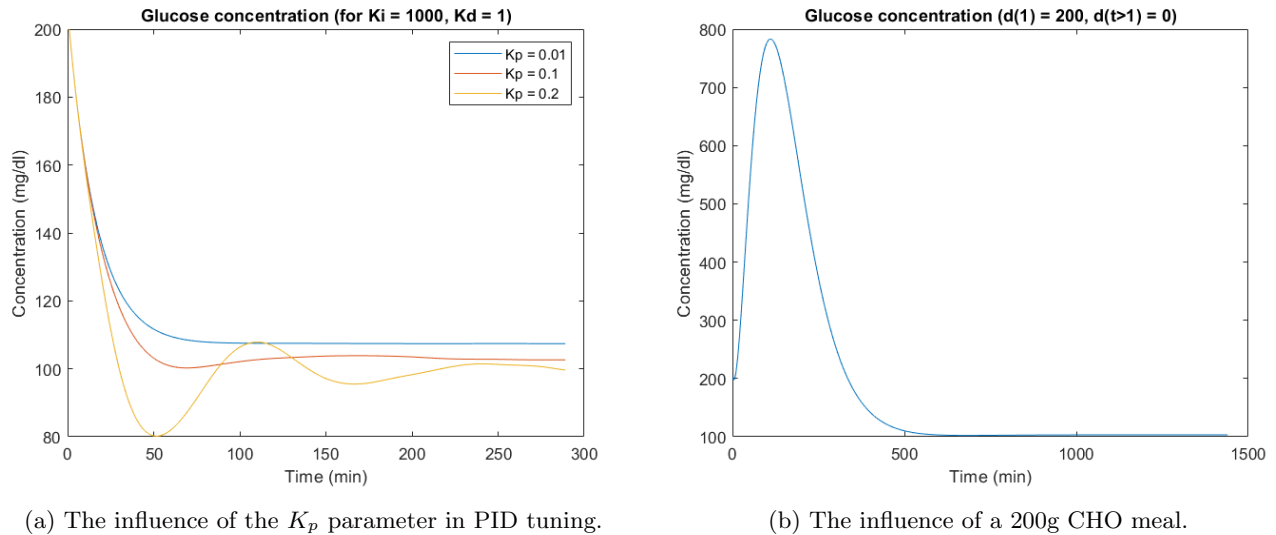 Glucose concentration (for Ki = 1000, Kd = 1)
200
180
160
140
120
100
80
Concentration (mg/dl)
Kp = 0.01
Kp = 0.1
Kp = 0.2
0 50 100 150 200 250 300
Time (min)
(a) The influence of the Kp parameter in PID tuning.
Glucose concentration (d(1) = 200, d(t>1) = 0)
800
700
600
500
400
300
200
100
Concentration (mg/dl)
0 500 1000 1500
Time (min)
(b) The influence of a 200g CHO meal.